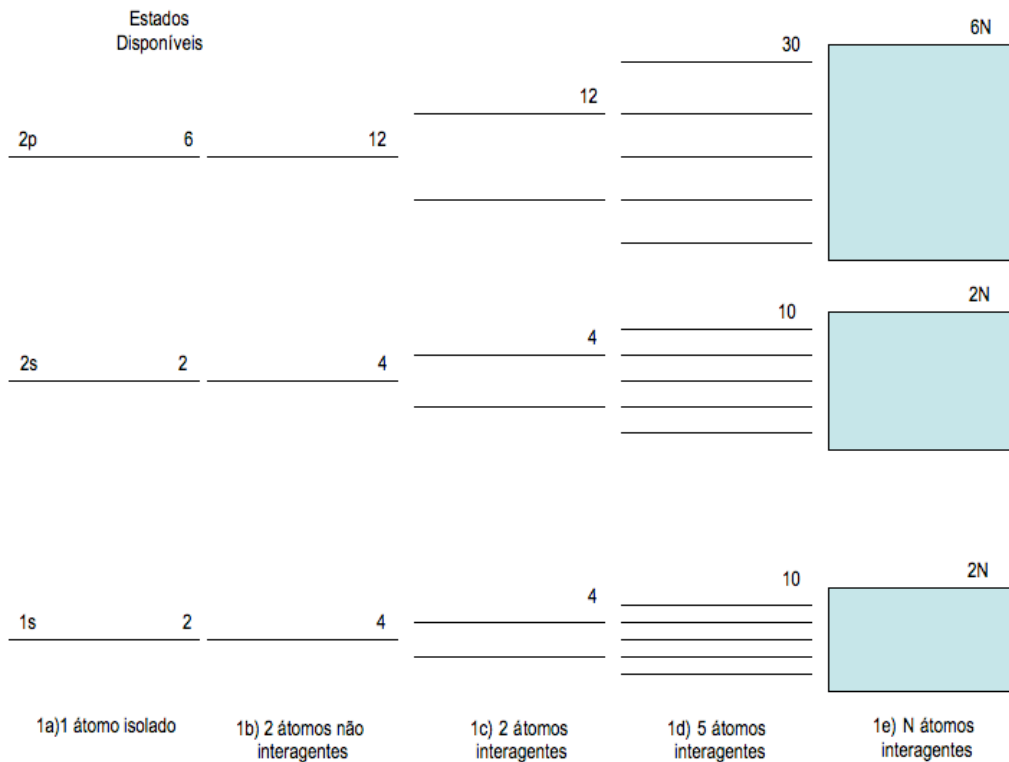 Estados
Disponíveis
30
6N
12
2p
6
12
2N
10
4
2s
2
4
2N
10
4
1s
2
4
1a)1 átomo isolado
1b) 2 átomos não
interagentes
1c) 2 átomos
interagentes
1d) 5 átomos
interagentes
1e) N átomos
interagentes